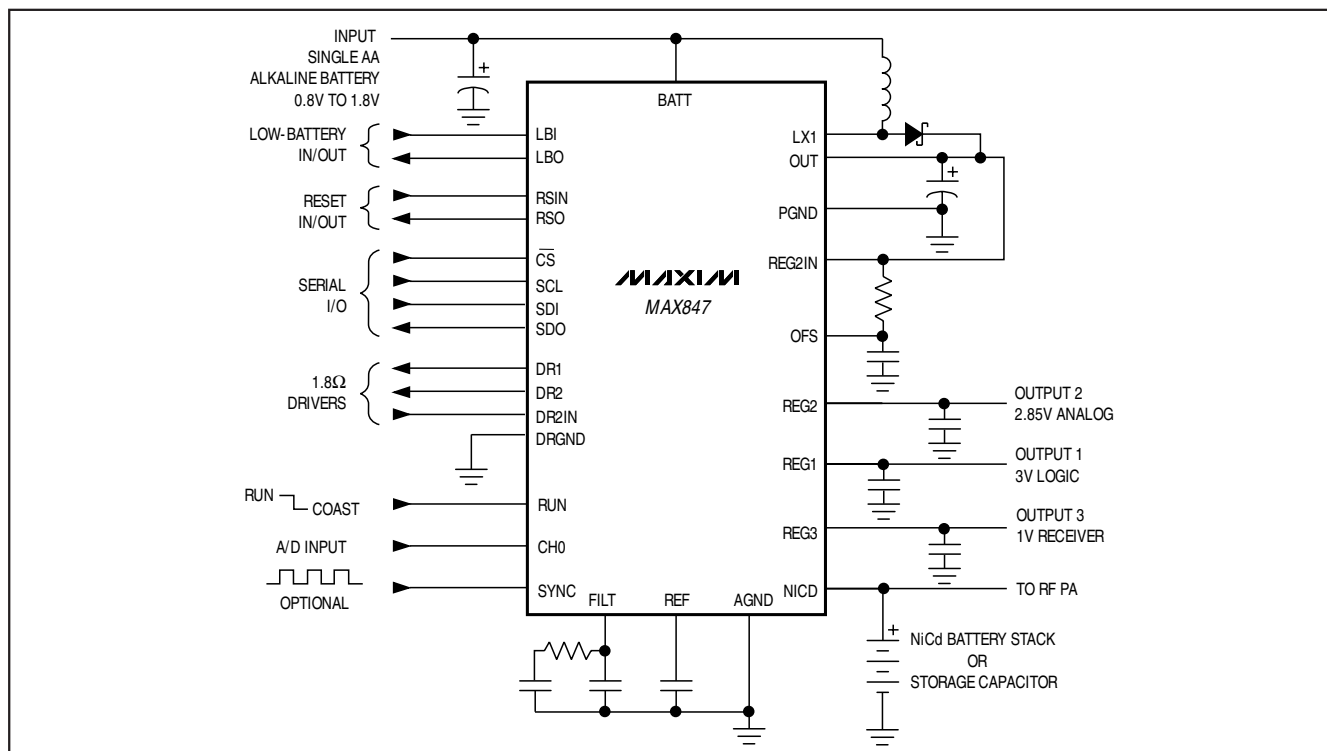 INPUT
SINGLE AA
ALKALINE BATTERY
0.8V TO 1.8V
+
LOW-BATTERY
IN/OUT
RESET
IN/OUT
SERIAL
I/O
1.8Ω
DRIVERS
RUN
COAST
A/D INPUT
OPTIONAL
BATT
LBI
LBO
RSIN
RSO
C̅S̅
SCL
SDI
SDO
DR1
DR2
DR2IN
DRGND
RUN
CH0
SYNC
FILT
REF
AGND
MAXIM
MAX847
LX1
OUT
PGND
REG2IN
OFS
REG2
REG1
REG3
NICD
+
OUTPUT 2
2.85V ANALOG
OUTPUT 1
3V LOGIC
OUTPUT 3
1V RECEIVER
TO RF PA
+
NiCd BATTERY STACK
OR
STORAGE CAPACITOR